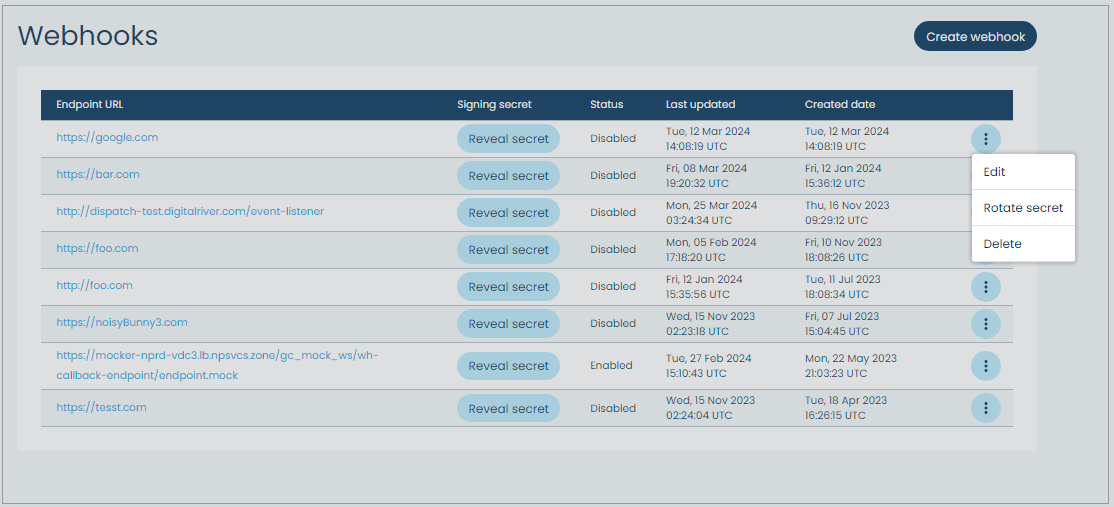 Webhooks
Create webhook
Endpoint URL Signing secret Status Last updated Created date
https://google.com Reveal secret Disabled Tue, 12 Mar 2024 Tue, 12 Mar 2024
14:08:19 UTC 14:08:19 UTC
https://bar.com Reveal secret Disabled Fri, 08 Mar 2024 Fri, 12 Jan 2024
19:20:32 UTC 15:36:12 UTC
Edit
http://dispatch-test.digitalriver.com/event-listener Reveal secret Disabled Mon, 25 Mar 2024 Thu, 16 Nov 2023
03:24:34 UTC 09:29:12 UTC
Rotate secret
https://foo.com Reveal secret Disabled Mon, 05 Feb 2024 Fri, 10 Nov 2023
17:18:20 UTC 18:08:26 UTC
Delete
http://foo.com Reveal secret Disabled Fri, 12 Jan 2024 Tue, 11 Jul 2023
15:35:56 UTC 18:08:34 UTC
https://noisyBunny3.com Reveal secret Disabled Wed, 15 Nov 2023 Fri, 07 Jul 2023
02:23:18 UTC 15:04:45 UTC
https://mocker-nprd-vdc3.lb.npsvcs.zone/gc_mock_ws/wh- Reveal secret Enabled Tue, 27 Feb 2024 Mon, 22 May 2023
callback-endpoint/endpoint.mock 15:10:43 UTC 21:03:23 UTC
https://tesst.com Reveal secret Disabled Wed, 15 Nov 2023 Tue, 18 Apr 2023
02:24:04 UTC 16:26:15 UTC